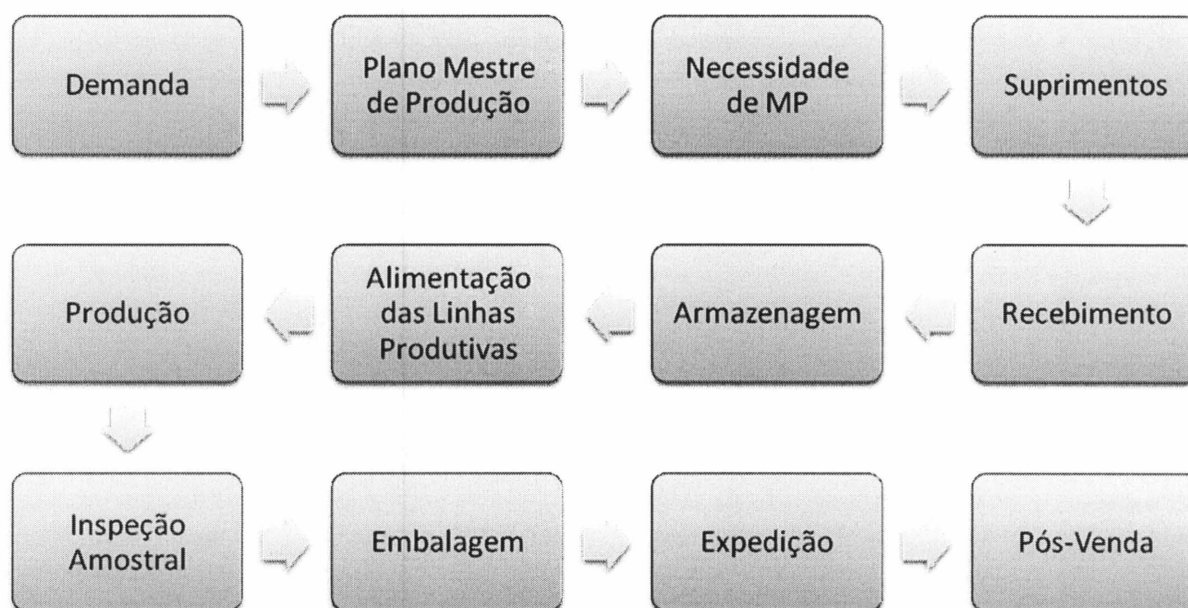 Demanda
Plano Mestre
de Produção
Necessidade
de MP
Suprimentos
Recebimento
Armazenagem
Alimentação
das Linhas
Produtivas
Produção
Inspeção
Amostral
Embalagem
Expedição
Pós-Venda